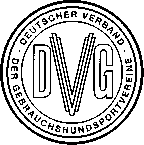 DEUTSCHER VERBAND
DER GEBRAUCHSHUNDSPORTVEREINE
DVG